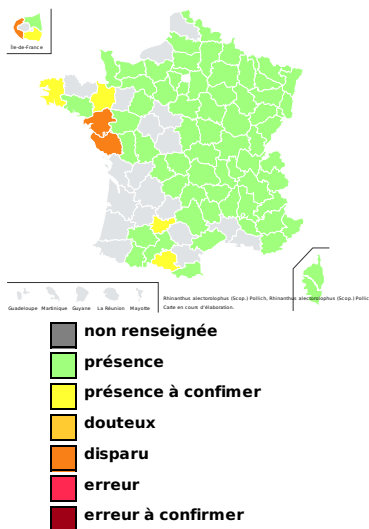 Île-de-France
Guadeloupe Martinique Guyane La Réunion Mayotte
Rhinanthus alectorolophus (Scop.) Pollich, Rhinanthus alectorolophus (Scop.) Pollic
Carte en cours d'élaboration.
non renseignée
présence
présence à confimer
douteux
disparu
erreur
erreur à confirmer